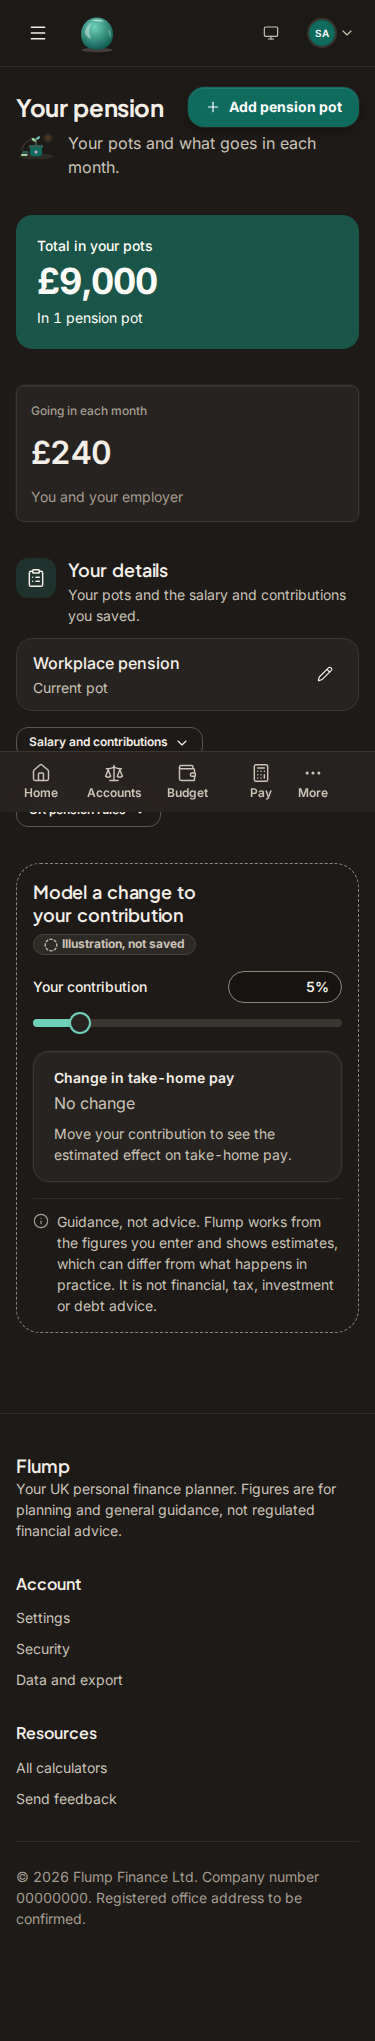 SA
Your pension
Add pension pot
Your pots and what goes in each
month.
Total in your pots
£9,000
In 1 pension pot
Going in each month
£240
You and your employer
Your details
Your pots and the salary and contributions
you saved.
Workplace pension
Current pot
Salary and contributions
Home
Accounts
Budget
Pay
More
UK pension rules
Model a change to
your contribution
Illustration, not saved
Your contribution
5%
Change in take-home pay
No change
Move your contribution to see the
estimated effect on take-home pay.
Guidance, not advice. Flump works from
the figures you enter and shows estimates,
which can differ from what happens in
practice. It is not financial, tax, investment
or debt advice.
Flump
Your UK personal finance planner. Figures are for
planning and general guidance, not regulated
financial advice.
Account
Settings
Security
Data and export
Resources
All calculators
Send feedback
© 2026 Flump Finance Ltd. Company number
00000000. Registered office address to be
confirmed.